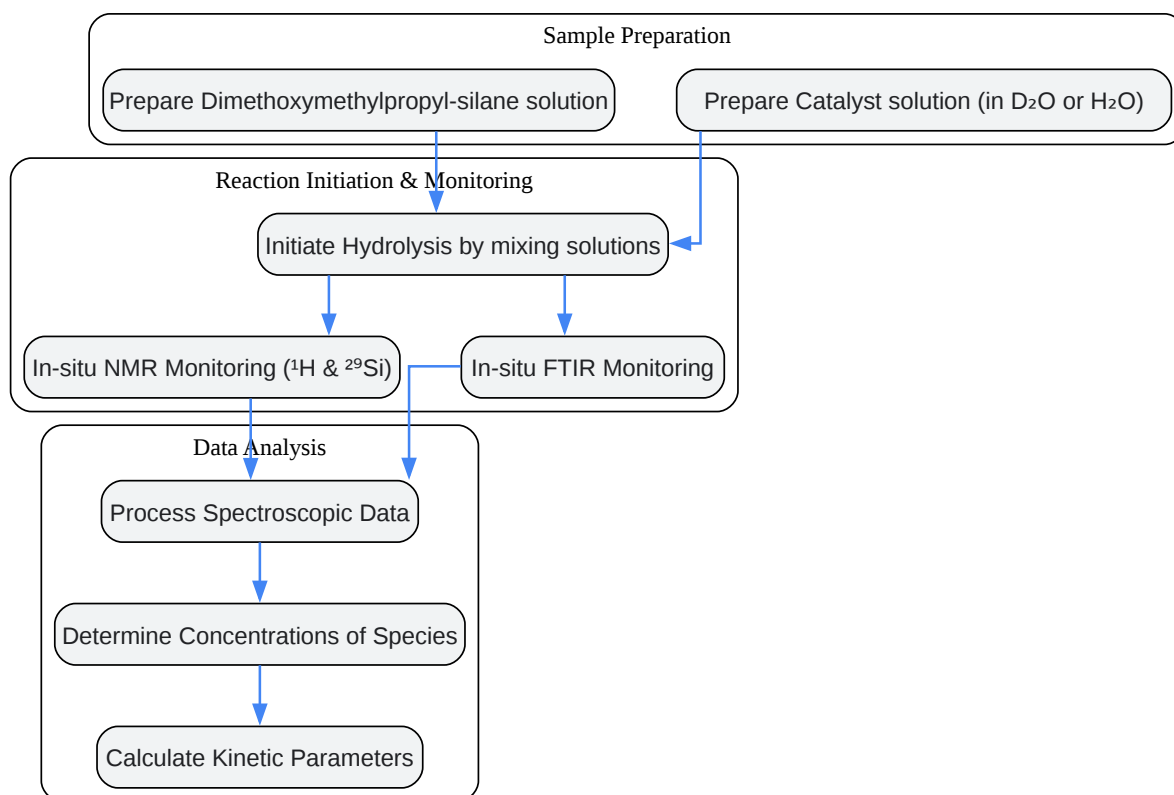 Sample Preparation
Prepare Dimethoxymethylpropyl-silane solution
Prepare Catalyst solution (in D₂O or H₂O)
Reaction Initiation & Monitoring
Initiate Hydrolysis by mixing solutions
In-situ NMR Monitoring (¹H & ²⁹Si)
In-situ FTIR Monitoring
Data Analysis
Process Spectroscopic Data
Determine Concentrations of Species
Calculate Kinetic Parameters